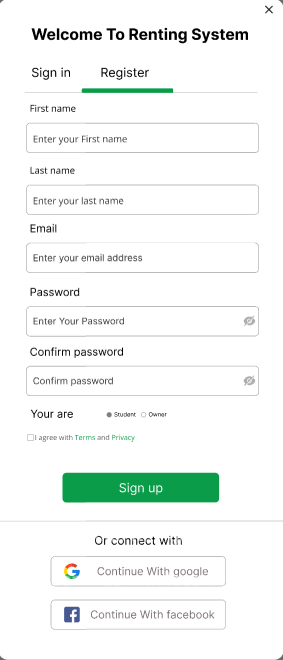 Welcome To Renting System
Sign in Register
First name
Enter your First name
Last name
Enter your last name
Email
Enter your email address
Password
Enter Your Password
Confirm password
Confirm password
Your are Student Owner
I agree with Terms and Privacy
Sign up
Or connect with
Continue With google
Continue With facebook